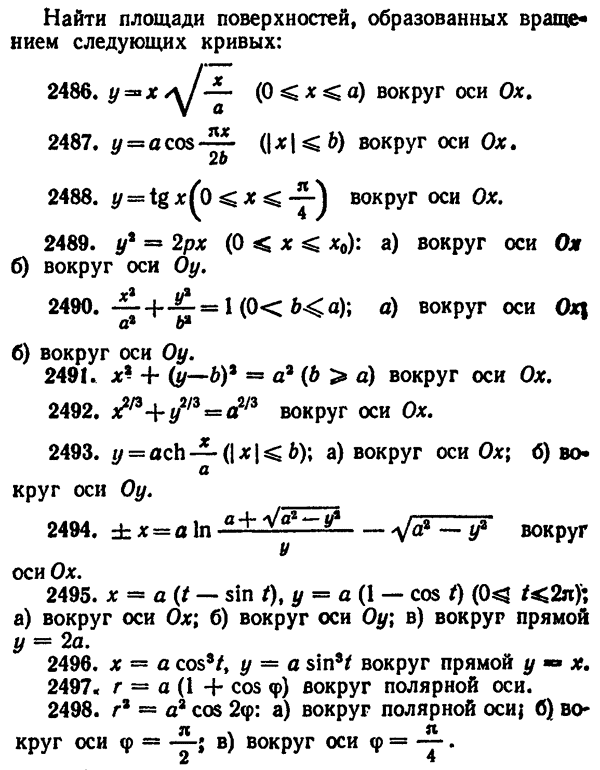 Найти площади поверхностей, образованных враще-
нием следующих кривых:
2486. y = x √(x/a) (0 ⩽ x ⩽ a) вокруг оси Ox.
2487. y = a cos πx/2b (|x| ⩽ b) вокруг оси Ox.
2488. y = tg x (0 ⩽ x ⩽ π/4) вокруг оси Ox.
2489. y² = 2px (0 ⩽ x ⩽ x₀): а) вокруг оси Ox
б) вокруг оси Oy.
2490. x²/a² + y²/b² = 1 (0 < b ⩽ a); а) вокруг оси Ox;
б) вокруг оси Oy.
2491. x² + (y—b)² = a² (b ⩾ a) вокруг оси Ox.
2492. x^2/3 + y^2/3 = a^2/3 вокруг оси Ox.
2493. y = a ch x/a (|x| ⩽ b); а) вокруг оси Ox; б) во-
круг оси Oy.
2494. ± x = a ln (a + √(a² — y²))/y — √(a² — y²) вокруг
оси Ox.
2495. x = a (t — sin t), y = a (1 — cos t) (0 ⩽ t ⩽ 2π);
а) вокруг оси Ox; б) вокруг оси Oy; в) вокруг прямой
y = 2a.
2496. x = a cos³t, y = a sin³t вокруг прямой y = x.
2497. r = a (1 + cos φ) вокруг полярной оси.
2498. r² = a² cos 2φ: а) вокруг полярной оси; б) во-
круг оси φ = π/2; в) вокруг оси φ = π/4.